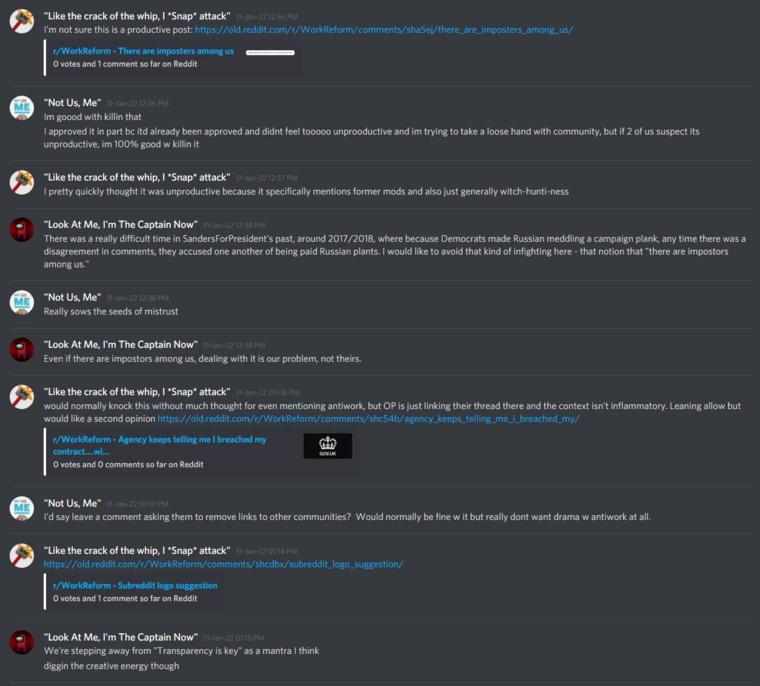 "Like the crack of the whip, I *Snap* attack" 31-Jan-22 12:36 PM
I'm not sure this is a productive post: https://old.reddit.com/r/WorkReform/comments/sha5ej/there_are_imposters_among_us/
r/WorkReform - There are imposters among us
0 votes and 1 comment so far on Reddit
"Not Us, Me" 31-Jan-22 12:36 PM
Im goood with killin that
I approved it in part bc itd already been approved and didnt feel tooooo unprooductive and im trying to take a loose hand with community, but if 2 of us suspect its
unproductive, im 100% good w killin it
"Like the crack of the whip, I *Snap* attack" 31-Jan-22 12:37 PM
I pretty quickly thought it was unproductive because it specifically mentions former mods and also just generally witch-hunti-ness
"Look At Me, I'm The Captain Now" 31-Jan-22 12:38 PM
There was a really difficult time in SandersForPresident's past, around 2017/2018, where because Democrats made Russian meddling a campaign plank, any time there was a
disagreement in comments, they accused one another of being paid Russian plants. I would like to avoid that kind of infighting here - that notion that "there are impostors
among us."
"Not Us, Me" 31-Jan-22 12:38 PM
Really sows the seeds of mistrust
"Look At Me, I'm The Captain Now" 31-Jan-22 12:38 PM
Even if there are impostors among us, dealing with it is our problem, not theirs.
"Like the crack of the whip, I *Snap* attack" 31-Jan-22 01:08 PM
would normally knock this without much thought for even mentioning antiwork, but OP is just linking their thread there and the context isn't inflammatory. Leaning allow but
would like a second opinion https://old.reddit.com/r/WorkReform/comments/shc54b/agency_keeps_telling_me_i_breached_my/
r/WorkReform - Agency keeps telling me I breached my
contract....wi...
GOV.UK
0 votes and 0 comments so far on Reddit
"Not Us, Me" 31-Jan-22 01:10 PM
I'd say leave a comment asking them to remove links to other communities? Would normally be fine w it but really dont want drama w antiwork at all.
"Like the crack of the whip, I *Snap* attack" 31-Jan-22 01:14 PM
https://old.reddit.com/r/WorkReform/comments/shcdbx/subreddit_logo_suggestion/
r/WorkReform - Subreddit logo suggestion
0 votes and 1 comment so far on Reddit
"Look At Me, I'm The Captain Now" 31-Jan-22 01:15 PM
We're stepping away from "Transparency is key" as a mantra I think
diggin the creative energy though